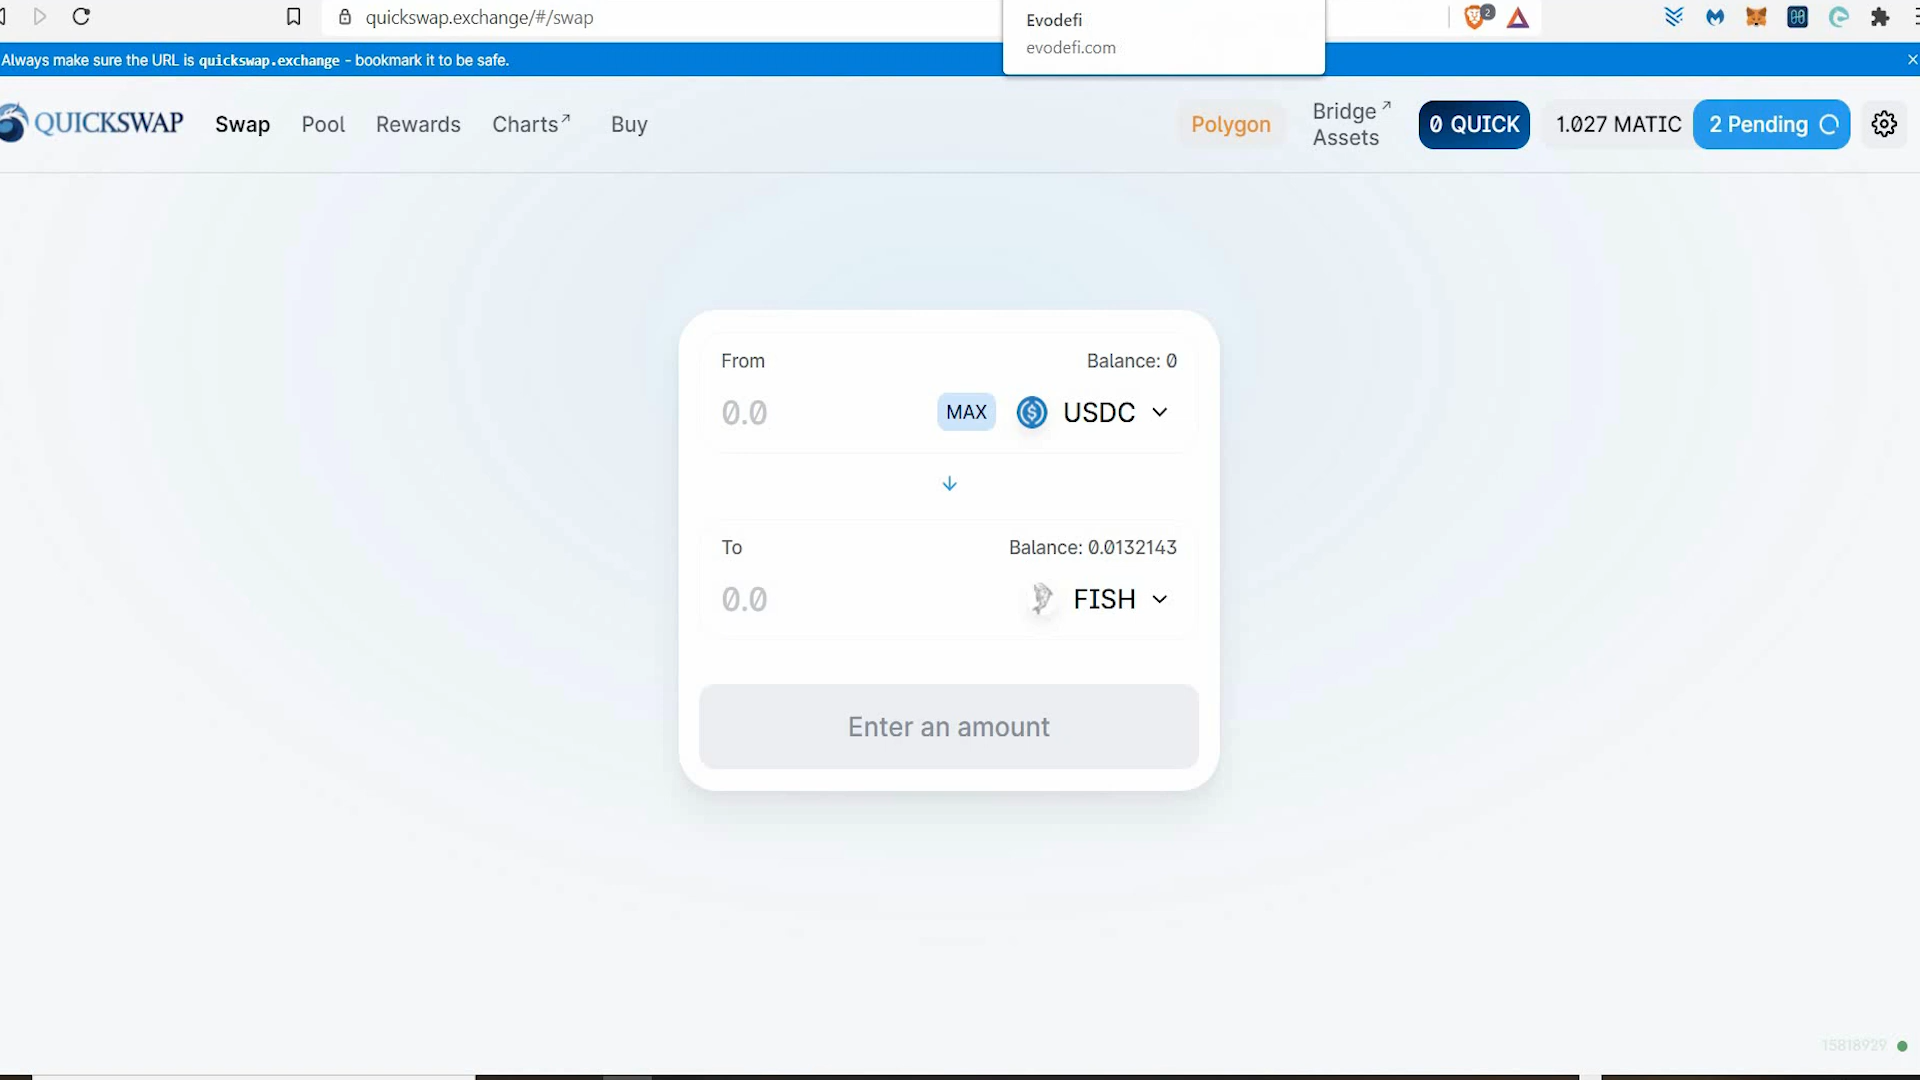 quickswap.exchange/#/swap
Evodefi
evodefi.com
2
Always make sure the URL is quickswap.exchange - bookmark it to be safe.
QUICKSWAP
Swap
Pool
Rewards
Charts↗
Buy
Polygon
Bridge↗
Assets
0 QUICK
1.027 MATIC
2 Pending
From
Balance: 0
0.0
MAX
USDC
To
Balance: 0.0132143
0.0
FISH
Enter an amount
15818929